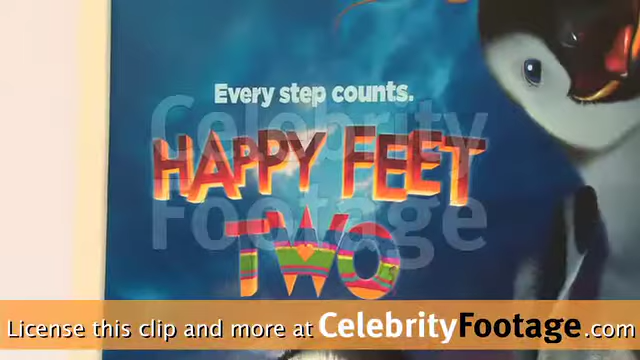 Every step counts.
Celebrity
HAPPY FEET
Footage
TWO
License this clip and more at CelebrityFootage.com